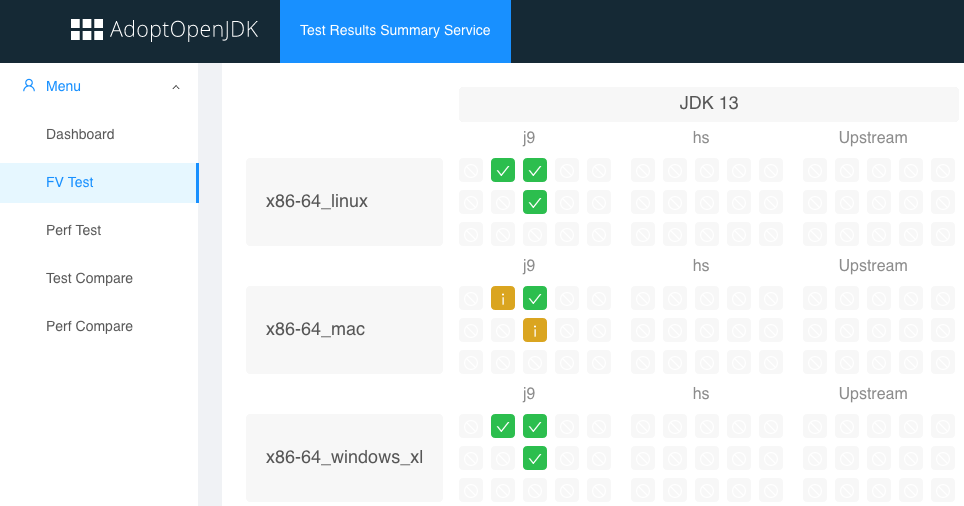 AdoptOpenJDK
Test Results Summary Service
Menu
Dashboard
FV Test
Perf Test
Test Compare
Perf Compare
JDK 13
j9 hs Upstream
x86-64_linux
j9 hs Upstream
x86-64_mac
j9 hs Upstream
x86-64_windows_xl